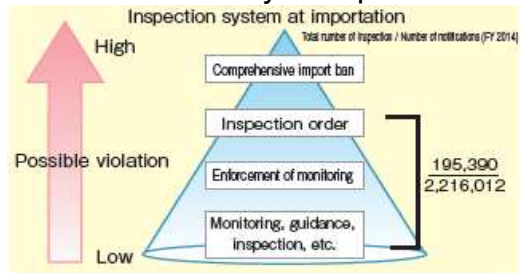 Inspection system at importation
Total number of Inspection / Number of notifications (FY 2014)
High
Comprehensive import ban
Inspection order
Possible violation
Enforcement of monitoring
195,390
2,216,012
Monitoring, guidance,
inspection, etc.
Low